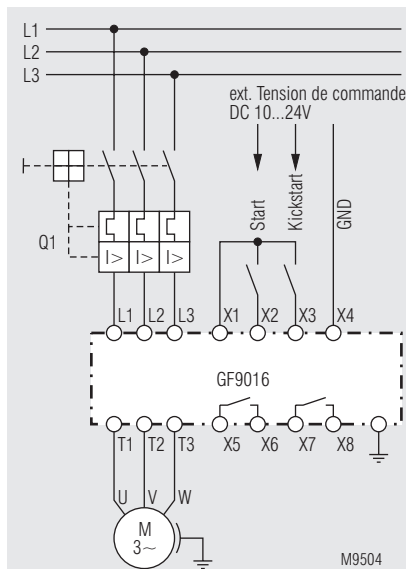 L1
L2
L3
ext. Tension de commande
DC 10...24V
Start
Kickstart
GND
Q1
I> I> I>
L1 L2 L3 X1 X2 X3 X4
GF9016
T1 T2 T3 X5 X6 X7 X8
U V W
M
3~
M9504